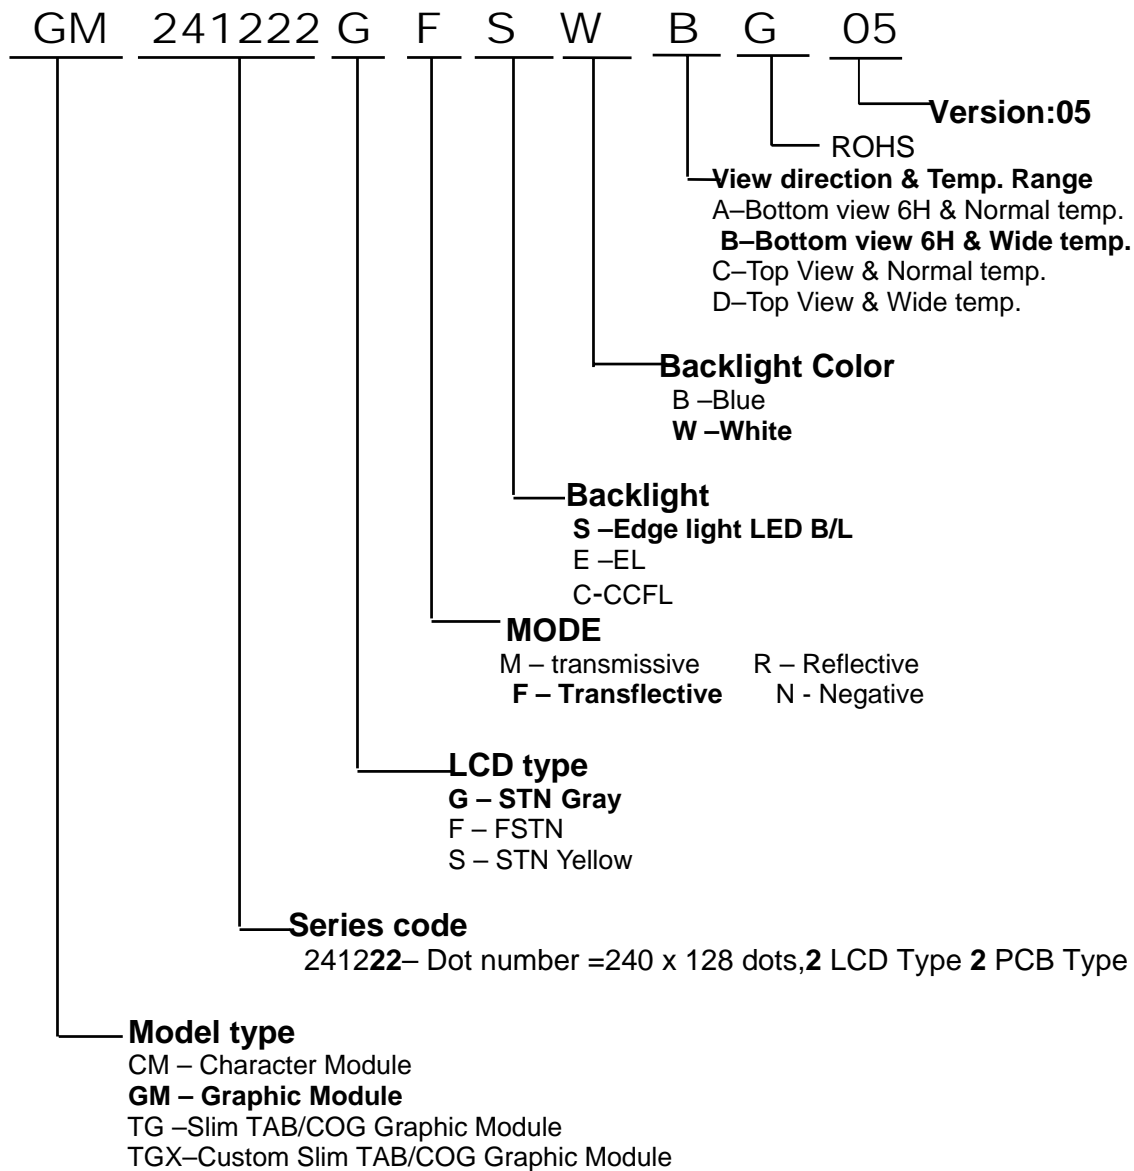 GM 241222 G F S W B G 05
Version:05
ROHS
View direction & Temp. Range
A–Bottom view 6H & Normal temp.
B–Bottom view 6H & Wide temp.
C–Top View & Normal temp.
D–Top View & Wide temp.
Backlight Color
B –Blue
W –White
Backlight
S –Edge light LED B/L
E –EL
C-CCFL
MODE
M – transmissive R – Reflective
F – Transflective N - Negative
LCD type
G – STN Gray
F – FSTN
S – STN Yellow
Series code
241222– Dot number =240 x 128 dots,2 LCD Type 2 PCB Type
Model type
CM – Character Module
GM – Graphic Module
TG –Slim TAB/COG Graphic Module
TGX–Custom Slim TAB/COG Graphic Module